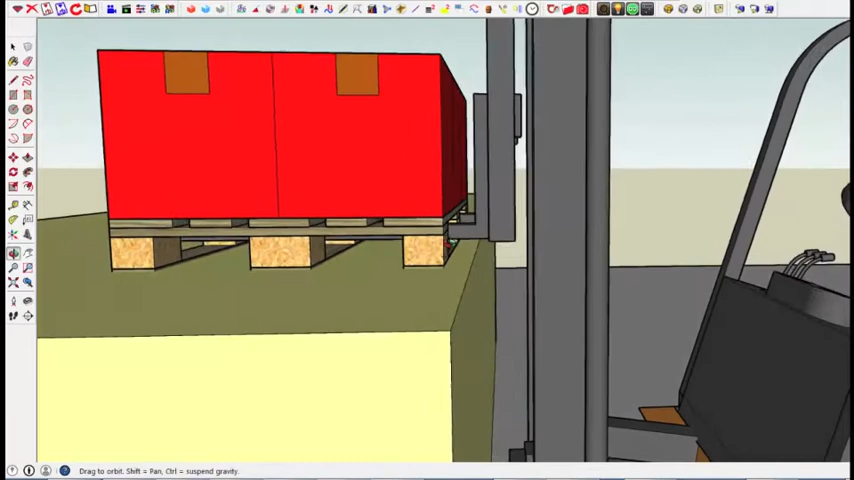 Drag to orbit. Shift = Pan, Ctrl = suspend gravity.